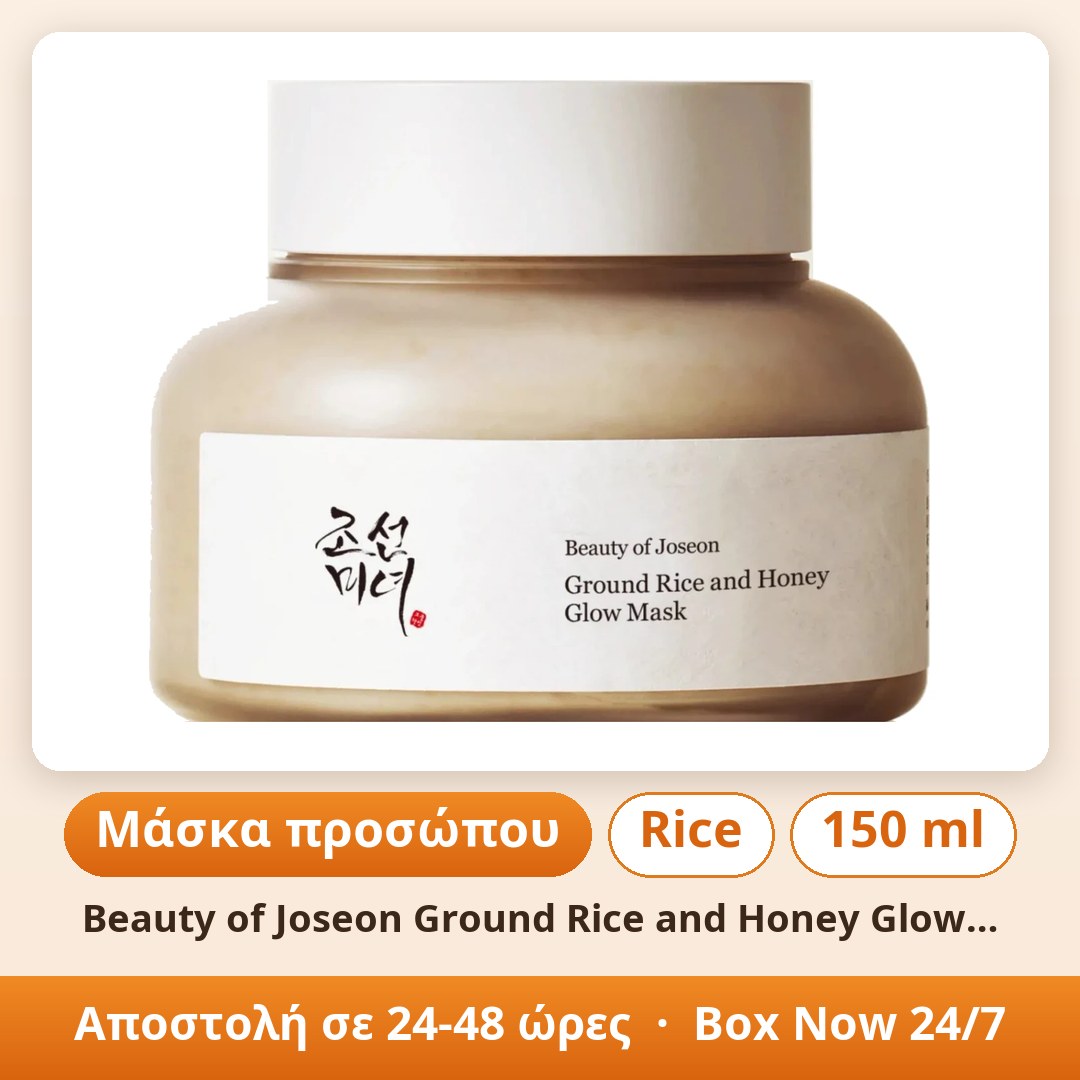 조선
미녀
Beauty of Joseon
Ground Rice and Honey
Glow Mask
Μάσκα προσώπου
Rice
150 ml
Beauty of Joseon Ground Rice and Honey Glow...
Αποστολή σε 24-48 ώρες · Box Now 24/7